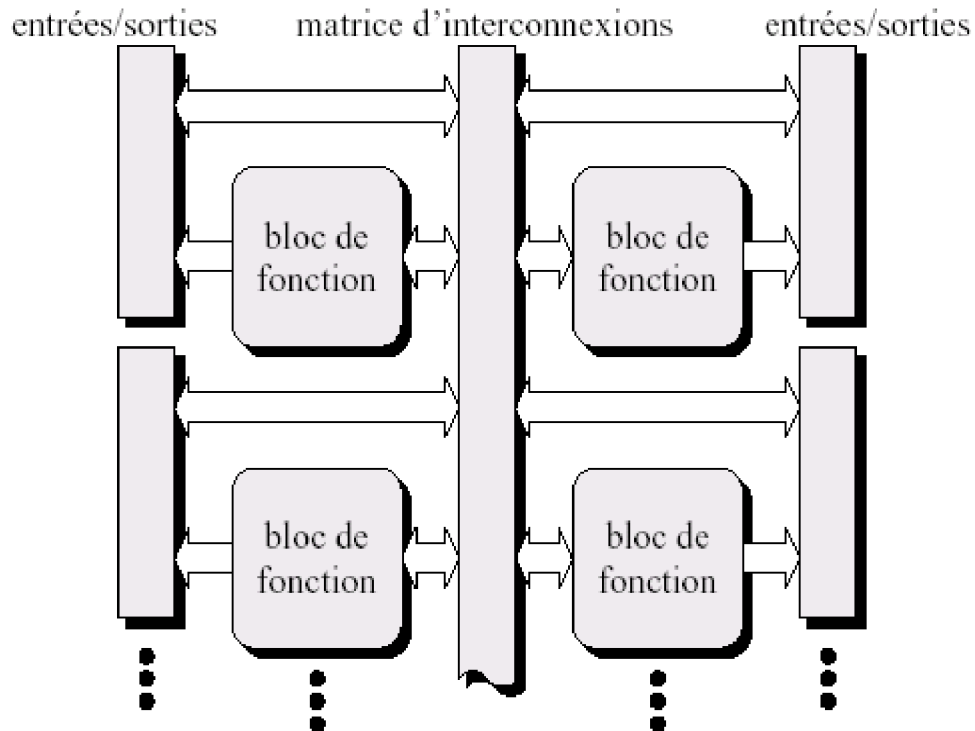 entrées/sorties
matrice d'interconnexions
entrées/sorties
bloc de
fonction
bloc de
fonction
bloc de
fonction
bloc de
fonction